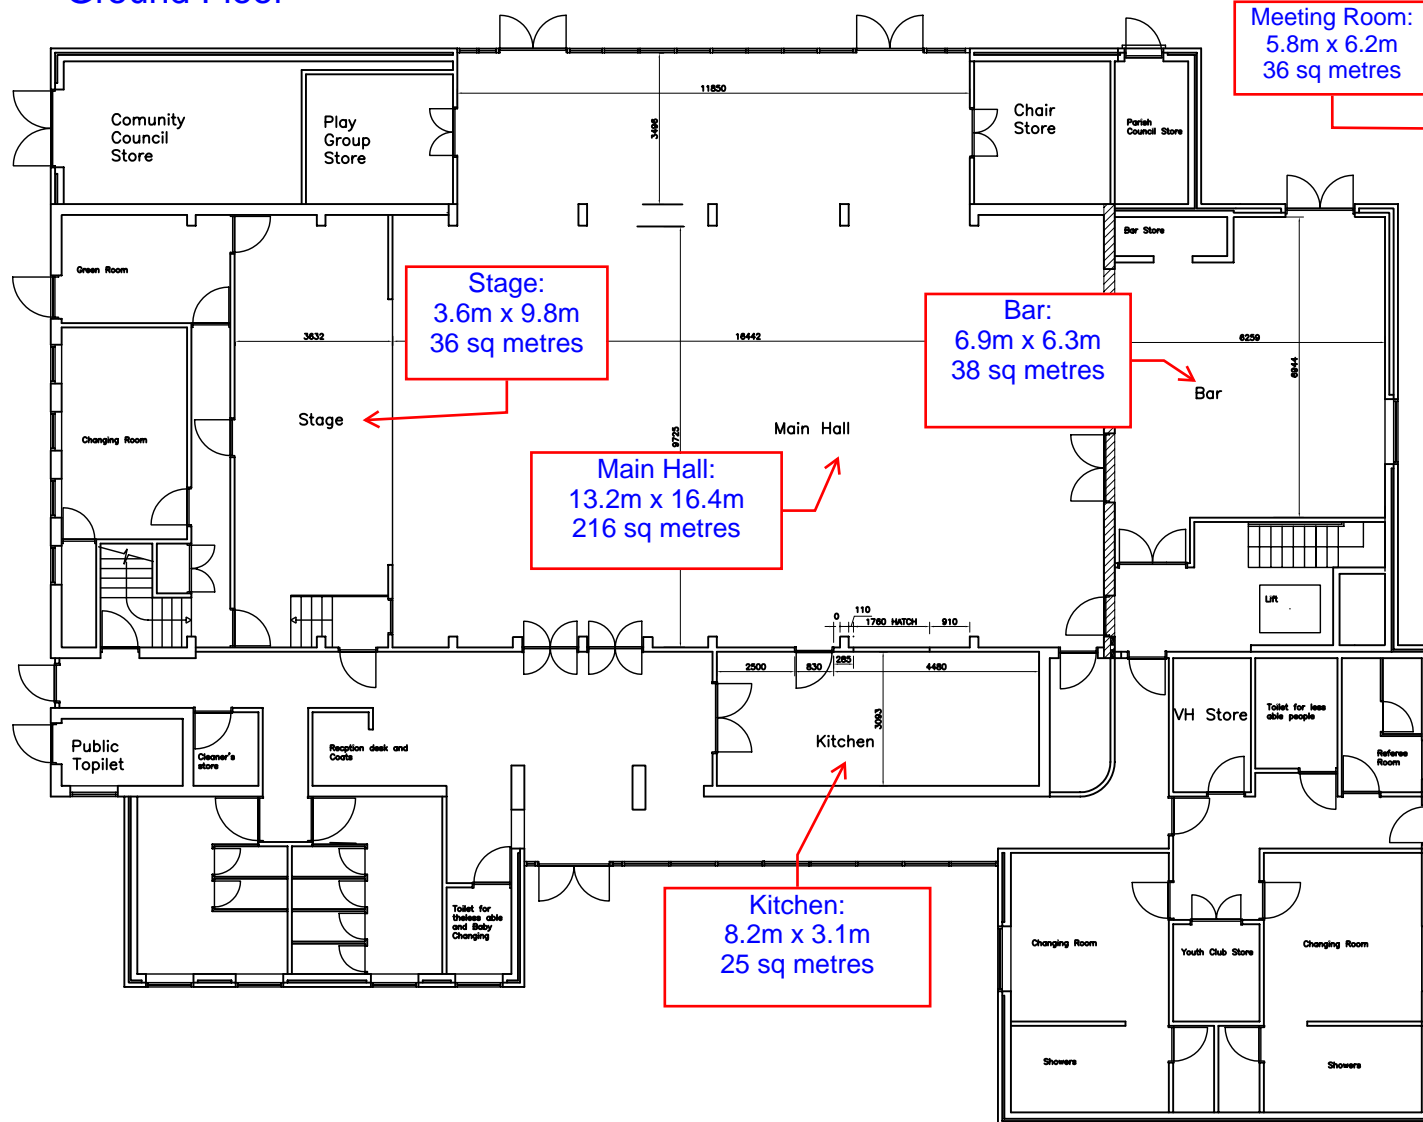 Ground Floor
Meeting Room:
5.8m x 6.2m
36 sq metres
11850
3496
Comunity
Council
Store
Play
Group
Store
Chair
Store
Parish
Council Store
Bar Store
Green Room
Stage:
3.6m x 9.8m
36 sq metres
Bar:
6.9m x 6.3m
38 sq metres
3632
16442
6259
6944
Stage
Main Hall
9725
Bar
Changing Room
Main Hall:
13.2m x 16.4m
216 sq metres
Lift
0
110
1760 HATCH
910
2500
830
285
4480
3093
Kitchen
VH Store
Toilet for less
able people
Referee
Room
Public
Topilet
Cleaner's
store
Recption desk and
Coats
Kitchen:
8.2m x 3.1m
25 sq metres
Toilet for
theless able
and Baby
Changing
Changing Room
Youth Club Store
Changing Room
Showers
Showers